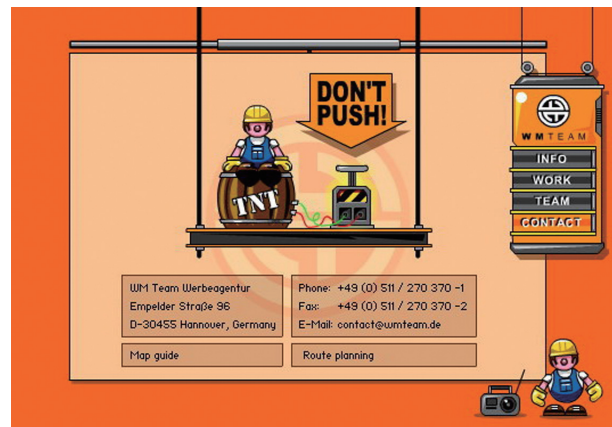 DON'T
PUSH!
TNT
WMTEAM
INFO
WORK
TEAM
CONTACT
WM Team Werbeagentur
Empelder Straße 96
D-30455 Hannover, Germany
Phone: +49 (0) 511 / 270 370 -1
Fax: +49 (0) 511 / 270 370 -2
E-Mail: contact@wmteam.de
Map guide
Route planning